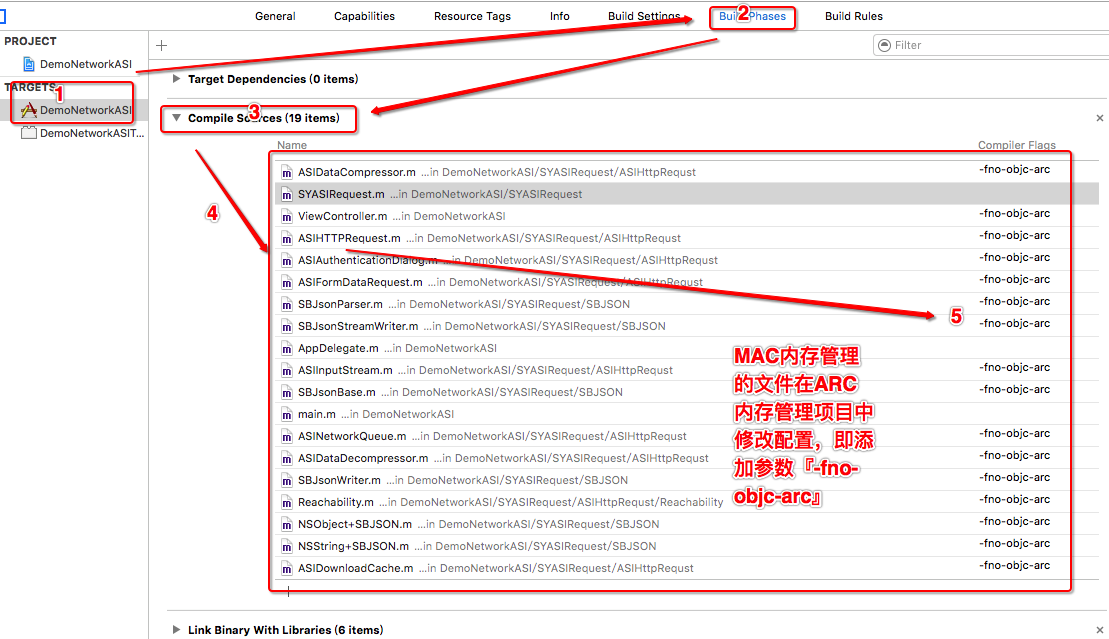 General Capabilities Resource Tags Info Build Settings Build Phases Build Rules
2
PROJECT
Filter
DemoNetworkASI
Target Dependencies (0 items)
TARGETS
1
DemoNetworkASI
DemoNetworkASIT...
3
Compile Sources (19 items)
Name Compiler Flags
ASIDataCompressor.m ...in DemoNetworkASI/SYASIRequest/ASIHttpRequst -fno-objc-arc
SYASIRequest.m ...in DemoNetworkASI/SYASIRequest
4
ViewController.m ...in DemoNetworkASI -fno-objc-arc
ASIHTTPRequest.m ...in DemoNetworkASI/SYASIRequest/ASIHttpRequst -fno-objc-arc
ASIAuthenticationDialog.m ...in DemoNetworkASI/SYASIRequest/ASIHttpRequst -fno-objc-arc
ASIFormDataRequest.m ...in DemoNetworkASI/SYASIRequest/ASIHttpRequst -fno-objc-arc
SBJsonParser.m ...in DemoNetworkASI/SYASIRequest/SBJSON -fno-objc-arc
5
SBJsonStreamWriter.m ...in DemoNetworkASI/SYASIRequest/SBJSON -fno-objc-arc
AppDelegate.m ...in DemoNetworkASI
ASIInputStream.m ...in DemoNetworkASI/SYASIRequest/ASIHttpRequst -fno-objc-arc
SBJsonBase.m ...in DemoNetworkASI/SYASIRequest/SBJSON -fno-objc-arc
main.m ...in DemoNetworkASI
ASINetworkQueue.m ...in DemoNetworkASI/SYASIRequest/ASIHttpRequst -fno-objc-arc
ASIDataDecompressor.m ...in DemoNetworkASI/SYASIRequest/ASIHttpRequst -fno-objc-arc
SBJsonWriter.m ...in DemoNetworkASI/SYASIRequest/SBJSON -fno-objc-arc
Reachability.m ...in DemoNetworkASI/SYASIRequest/ASIHttpRequst/Reachability -fno-objc-arc
NSObject+SBJSON.m ...in DemoNetworkASI/SYASIRequest/SBJSON -fno-objc-arc
NSString+SBJSON.m ...in DemoNetworkASI/SYASIRequest/SBJSON -fno-objc-arc
ASIDownloadCache.m ...in DemoNetworkASI/SYASIRequest/ASIHttpRequst -fno-objc-arc
MAC内存管理
的文件在ARC
内存管理项目中
修改配置，即添
加参数『-fno-
objc-arc』
Link Binary With Libraries (6 items)